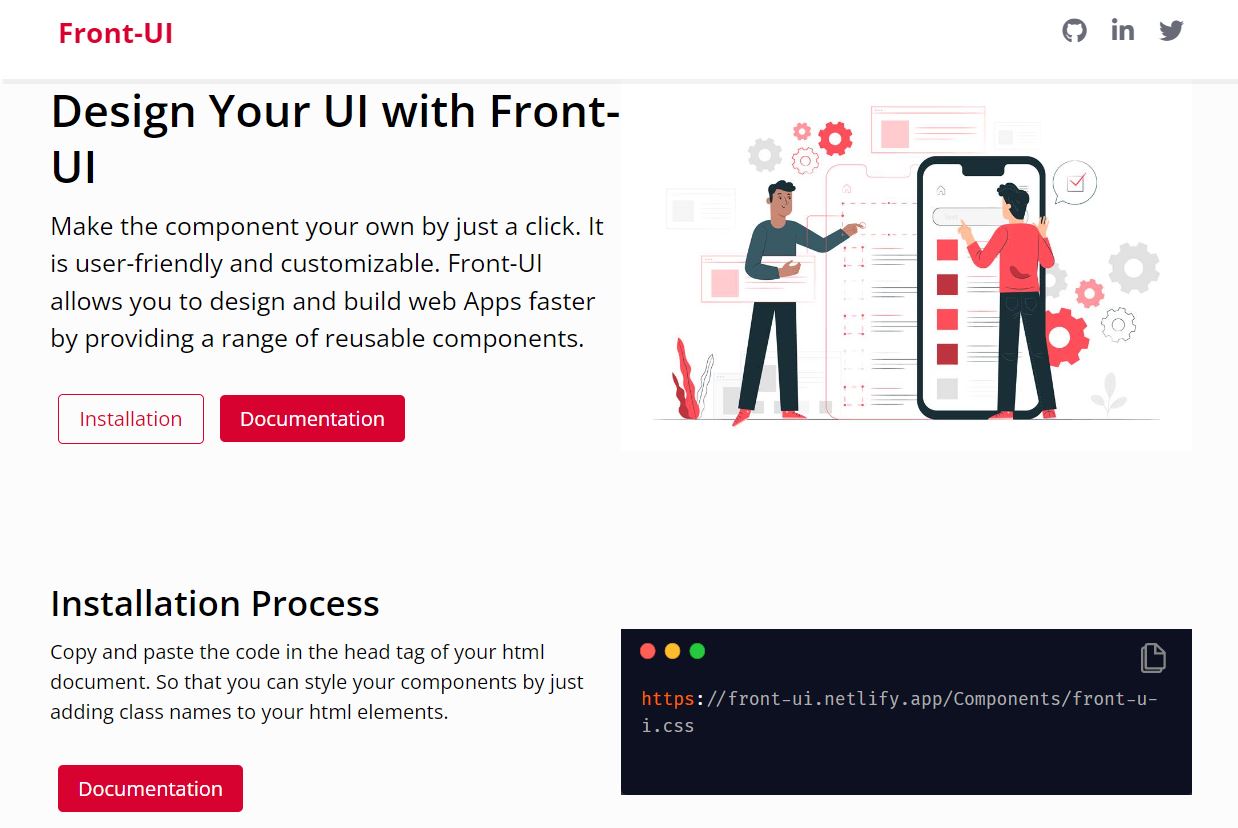 Front-UI
Design Your UI with Front-
UI
Make the component your own by just a click. It
is user-friendly and customizable. Front-UI
allows you to design and build web Apps faster
by providing a range of reusable components.
Installation
Documentation
Installation Process
Copy and paste the code in the head tag of your html
document. So that you can style your components by just
adding class names to your html elements.
https://front-ui.netlify.app/Components/front-u-
i.css
Documentation